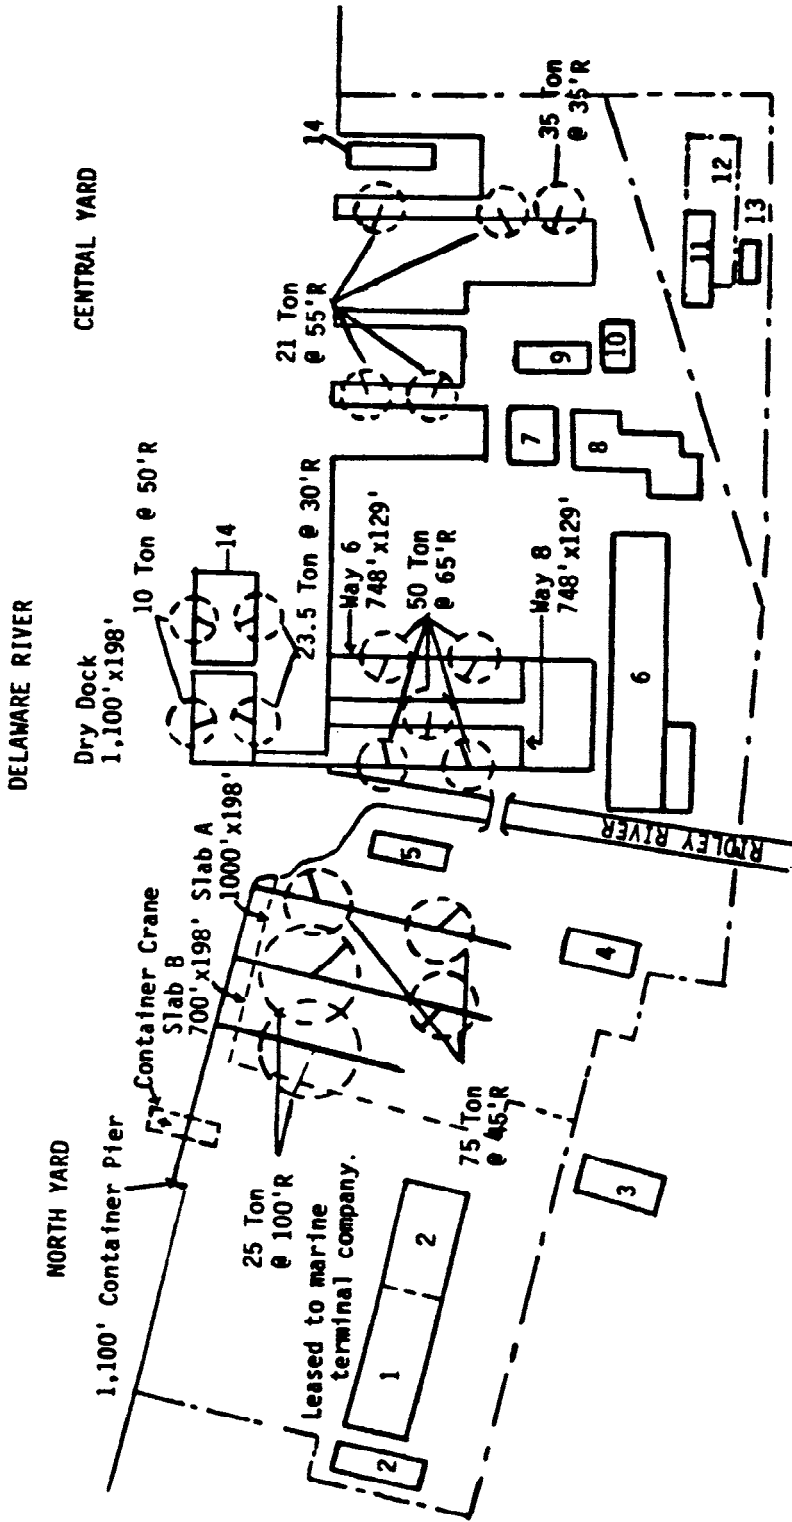 DELAWARE RIVER
NORTH YARD
CENTRAL YARD
1,100' Container Pier
Container Crane
Slab B
700'x198'
Slab A
1000'x198'
Dry Dock
1,100'x198'
10 Ton @ 50'R
14
23.5 Ton @ 30'R
Way 6
748'x129'
50 Ton
@ 65'R
Way 8
748'x129'
21 Ton
@ 55'R
14
35 Ton
@ 35'R
25 Ton
@ 100'R
Leased to marine
terminal company.
75 Ton
@ 45'R
RIDLEY RIVER
1
2
2
3
4
5
6
7
8
9
10
11
12
13